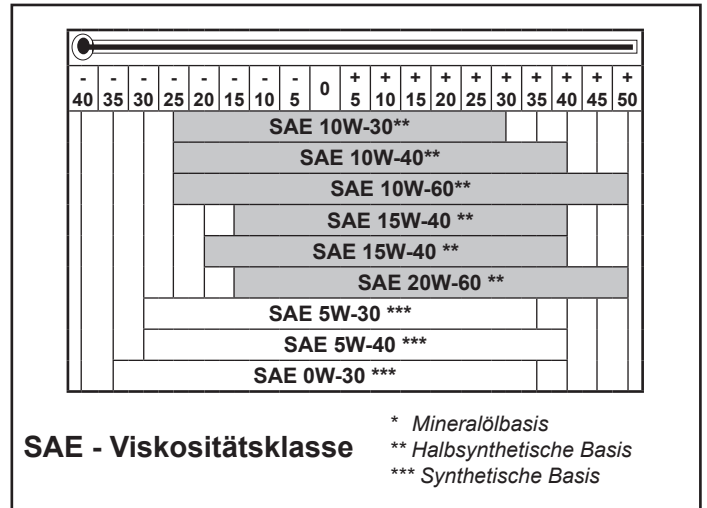 - - - - - - - - 0 + + + + + + + + + +
40 35 30 25 20 15 10 5 5 10 15 20 25 30 35 40 45 50
SAE 10W-30**
SAE 10W-40**
SAE 10W-60**
SAE 15W-40 **
SAE 15W-40 **
SAE 20W-60 **
SAE 5W-30 ***
SAE 5W-40 ***
SAE 0W-30 ***
SAE - Viskositätsklasse
* Mineralölbasis
** Halbsynthetische Basis
*** Synthetische Basis